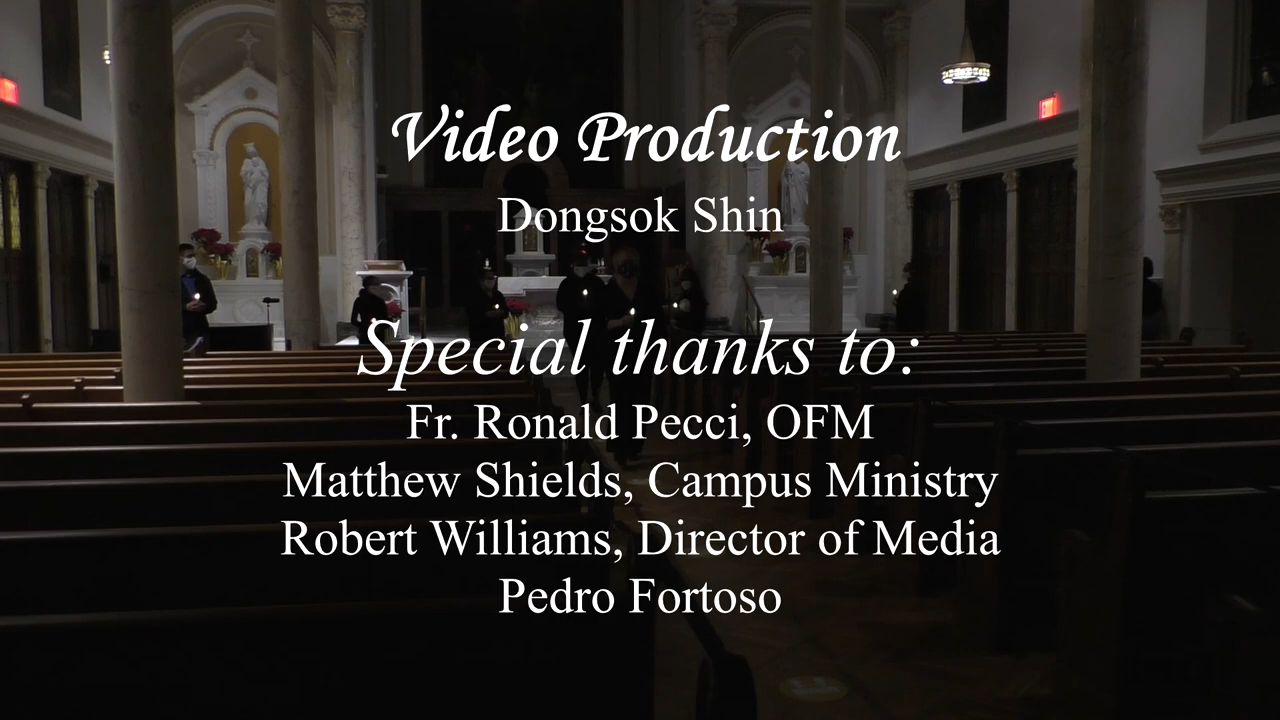 Video Production
Dongsok Shin
Special thanks to:
Fr. Ronald Pecci, OFM
Matthew Shields, Campus Ministry
Robert Williams, Director of Media
Pedro Fortoso